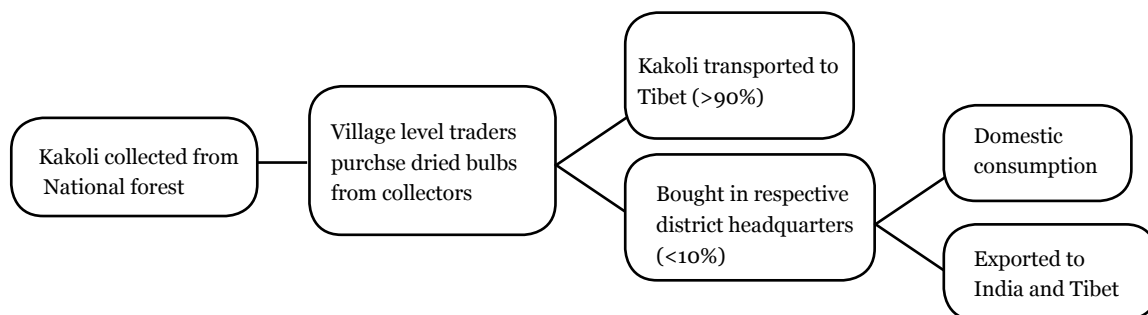 Kakoli collected from
National forest
Village level traders
purchse dried bulbs
from collectors
Kakoli transported to
Tibet (>90%)
Bought in respective
district headquarters
(<10%)
Domestic
consumption
Exported to
India and Tibet